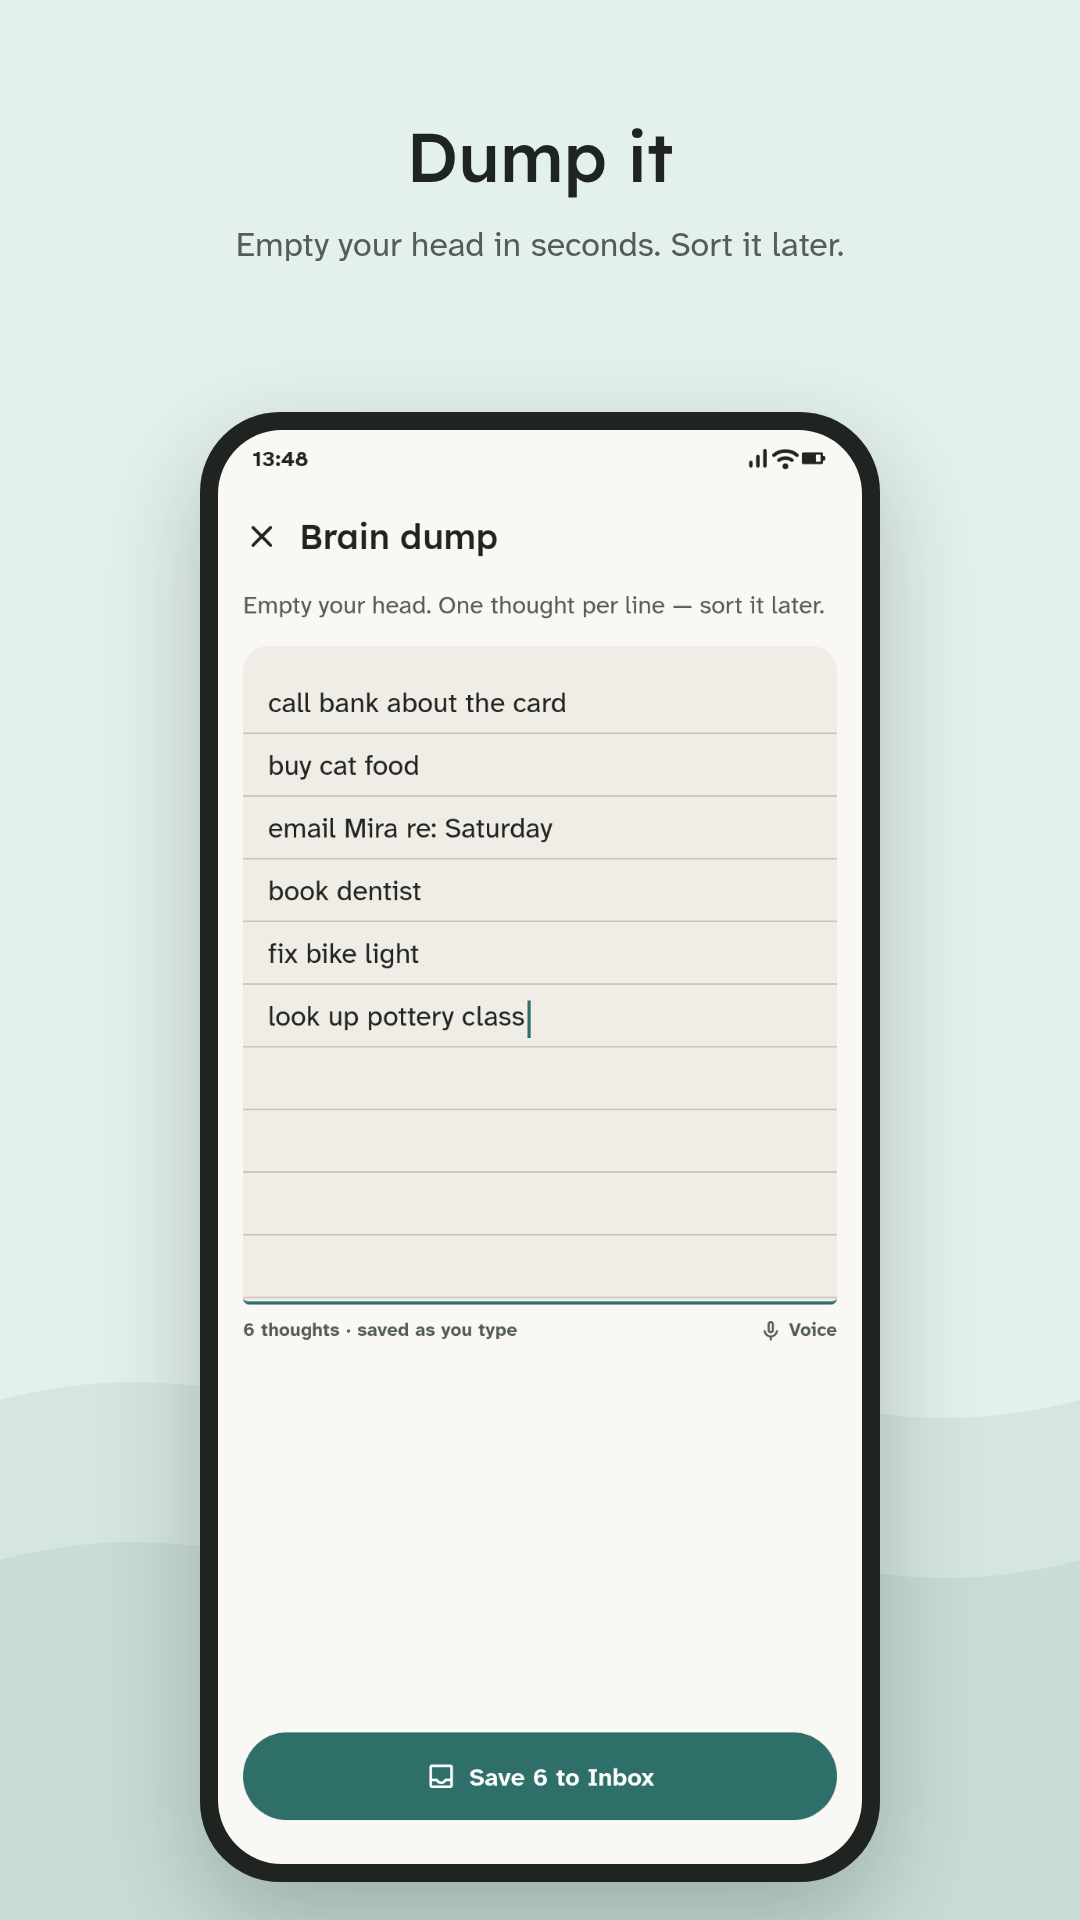 Dump it
Empty your head in seconds. Sort it later.
13:48
Brain dump
Empty your head. One thought per line — sort it later.
call bank about the card
buy cat food
email Mira re: Saturday
book dentist
fix bike light
look up pottery class
6 thoughts · saved as you type
Voice
Save 6 to Inbox